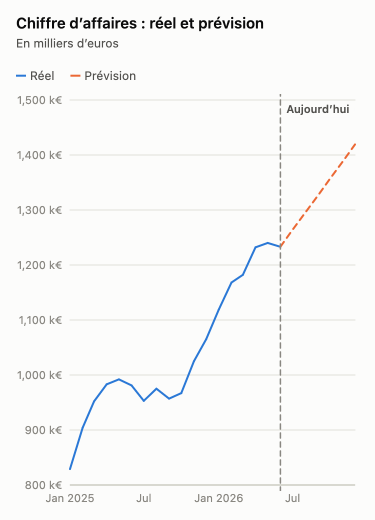 Chiffre d’affaires : réel et prévision
En milliers d’euros
Réel Prévision
1,500 k€
Aujourd’hui
1,400 k€
1,300 k€
1,200 k€
1,100 k€
1,000 k€
900 k€
800 k€
Jan 2025 Jul Jan 2026 Jul